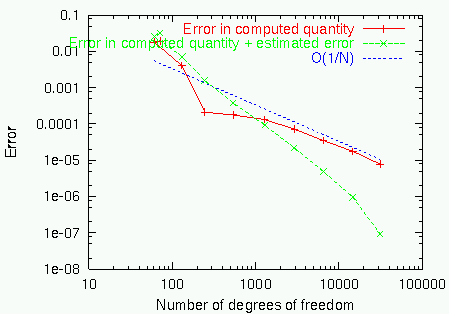 0.1
Error in computed quantity
0.01
Error in computed quantity + estimated error
O(1/N)
0.001
0.0001
Error
1e-05
1e-06
1e-07
1e-08
10 100 1000 10000 100000
Number of degrees of freedom